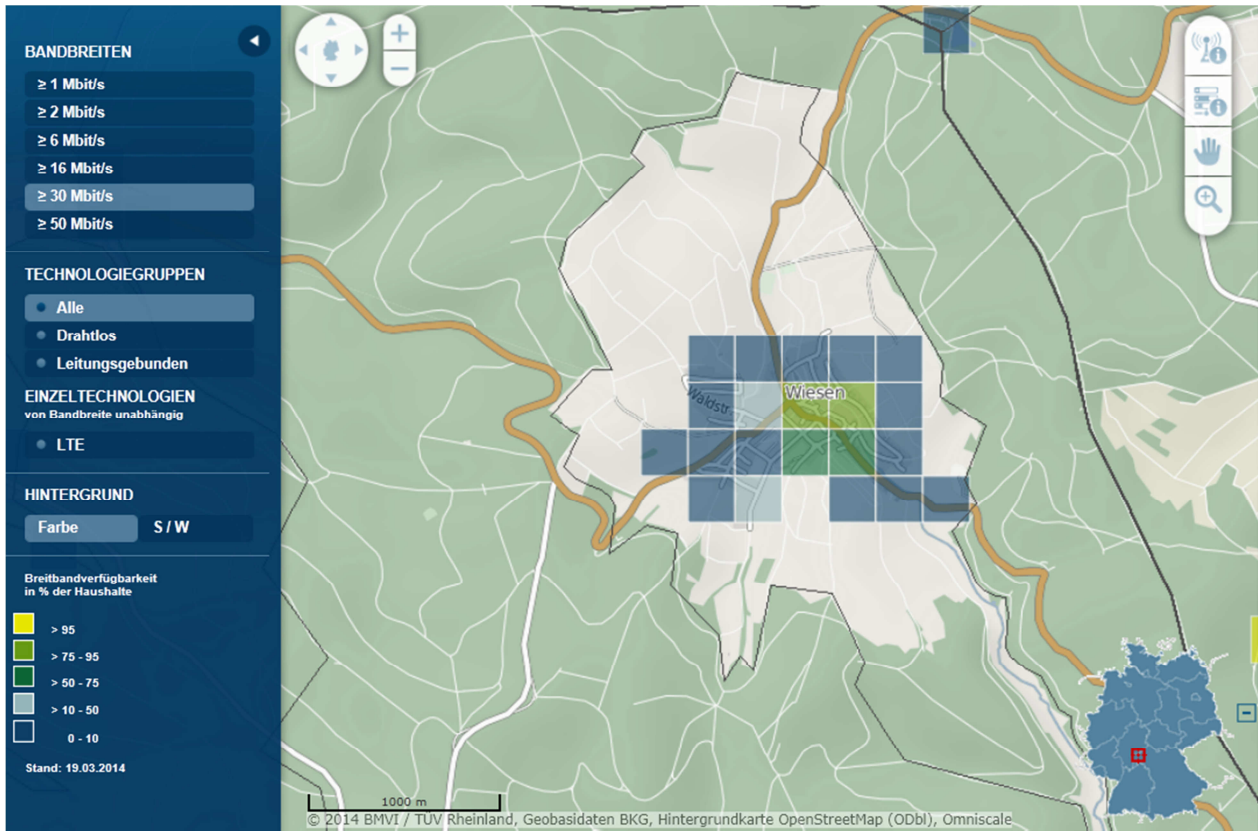 BANDBREITEN
≥ 1 Mbit/s
≥ 2 Mbit/s
≥ 6 Mbit/s
≥ 16 Mbit/s
≥ 30 Mbit/s
≥ 50 Mbit/s
TECHNOLOGIEGRUPPEN
Alle
Drahtlos
Leitungsgebunden
EINZELTECHNOLOGIEN
von Bandbreite unabhängig
LTE
HINTERGRUND
Farbe S / W
Breitbandverfügbarkeit
in % der Haushalte
> 95
> 75 - 95
> 50 - 75
> 10 - 50
0 - 10
Stand: 19.03.2014
Wiesen
Waldstr.
1000 m
© 2014 BMVI / TÜV Rheinland, Geobasidaten BKG, Hintergrundkarte OpenStreetMap (ODbl), Omniscale